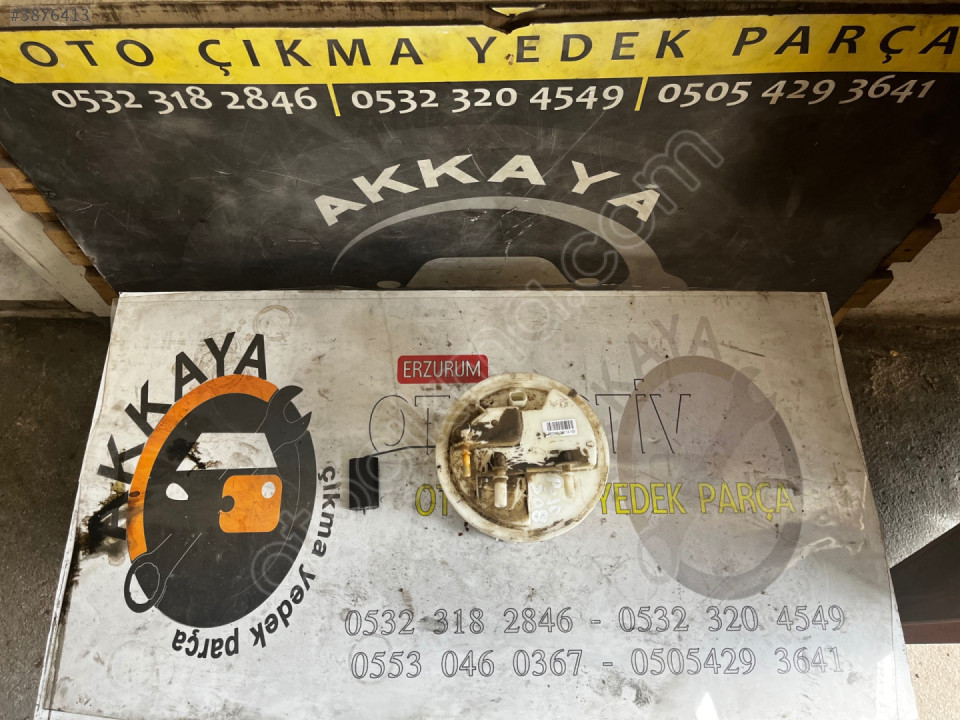 #3876413
OTO ÇIKMA YEDEK PARÇA
0532 318 2846 | 0532 320 4549 | 0505 429 3641
AKKAYA
AKKAYA
çıkma yedek parça
ERZURUM
YEDEK PARÇA
0532 318 2846 - 0532 320 4549
0553 046 0367 - 0505429 3641